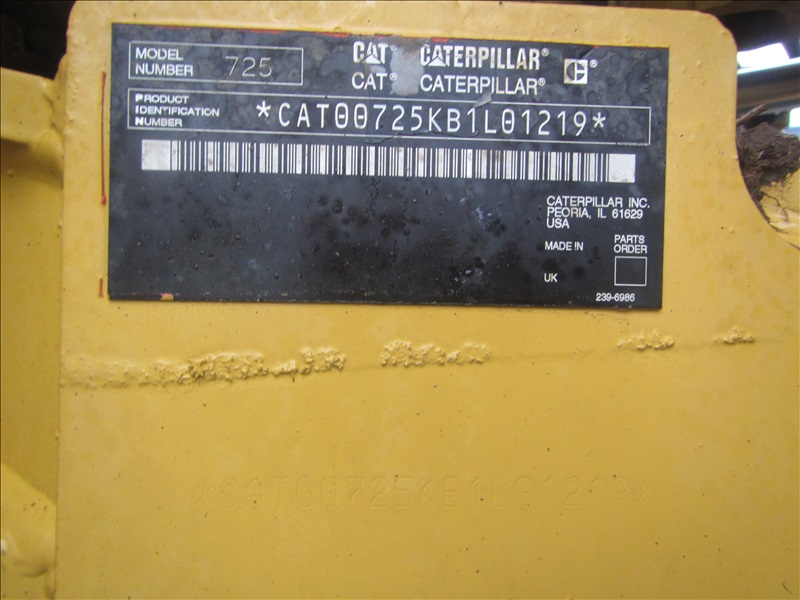 MODEL NUMBER 725
CAT CATERPILLAR®
CAT® CATERPILLAR®
PRODUCT
IDENTIFICATION
NUMBER
*CAT00725KB1L01219*
CATERPILLAR INC.
PEORIA, IL 61629
USA
MADE IN
UK
PARTS
ORDER
239-6986
*CAT00725KB1L01219*